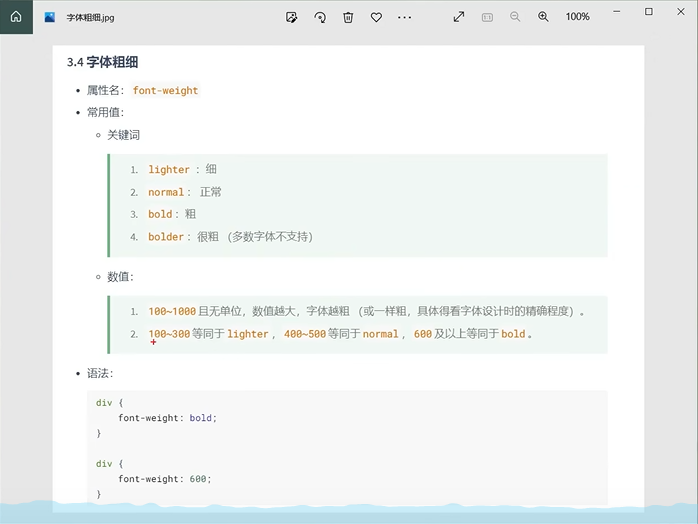 字体粗细.jpg
100%
3.4 字体粗细
• 属性名：font-weight
• 常用值：
◦ 关键词
1. lighter ：细
2. normal ：正常
3. bold ：粗
4. bolder ：很粗 （多数字体不支持）
◦ 数值：
1. 100~1000 且无单位，数值越大，字体越粗 （或一样粗，具体得看字体设计时的精确程度）。
2. 100~300 等同于 lighter ，400~500 等同于 normal ，600 及以上等同于 bold 。
• 语法：
div {
font-weight: bold;
}
div {
font-weight: 600;
}